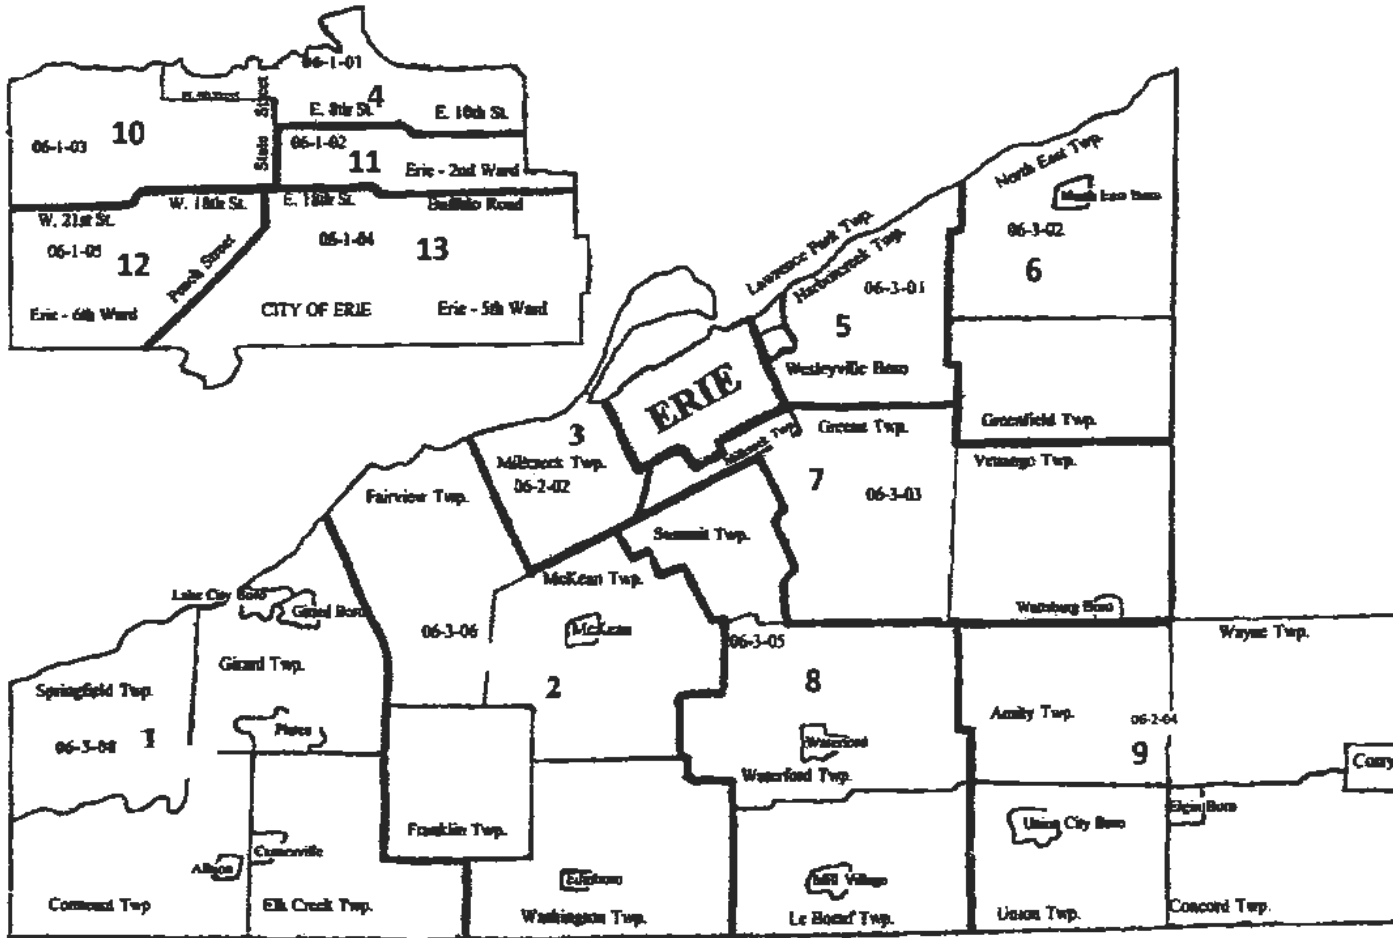 06-1-01
4
Street
E. 8th St.
E. 10th St.
10
06-1-03
State
06-1-02
11
Erie - 2nd Ward
W. 18th St.
E. 18th St.
Buffalo Road
W. 21st St.
06-1-05
12
Peach Street
06-1-04
13
Erie - 6th Ward
CITY OF ERIE
Erie - 5th Ward
North East Twp.
North East Boro
06-3-02
6
Lawrence Park Twp.
Harborcreek Twp.
06-3-01
5
Wesleyville Boro
ERIE
3
Millcreek Twp.
06-2-02
Millcreek Twp.
Greene Twp.
Greenfield Twp.
Venango Twp.
7
06-3-03
Fairview Twp.
Summit Twp.
McKean Twp.
Lake City Boro
Girard Boro
McKean
06-3-06
06-3-05
Wattsburg Boro
Wayne Twp.
Girard Twp.
Springfield Twp.
2
8
1
Platea
Amity Twp.
06-2-04
9
Waterford
Waterford Twp.
Corry
Elgin Boro
Union City Boro
Franklin Twp.
Cranesville
Albion
Edinboro
Mill Village
Conneaut Twp
Elk Creek Twp.
Washington Twp.
Le Boeuf Twp.
Union Twp.
Concord Twp.